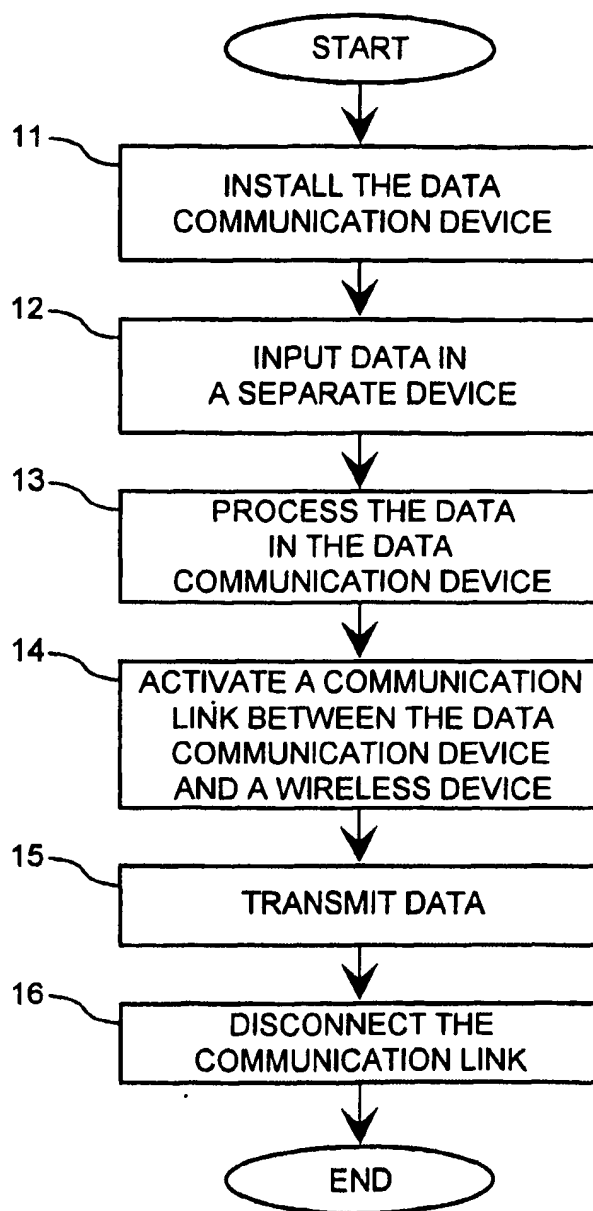 START
11
INSTALL THE DATA
COMMUNICATION DEVICE
12
INPUT DATA IN
A SEPARATE DEVICE
13
PROCESS THE DATA
IN THE DATA
COMMUNICATION DEVICE
14
ACTIVATE A COMMUNICATION
LINK BETWEEN THE DATA
COMMUNICATION DEVICE
AND A WIRELESS DEVICE
15
TRANSMIT DATA
16
DISCONNECT THE
COMMUNICATION LINK
END